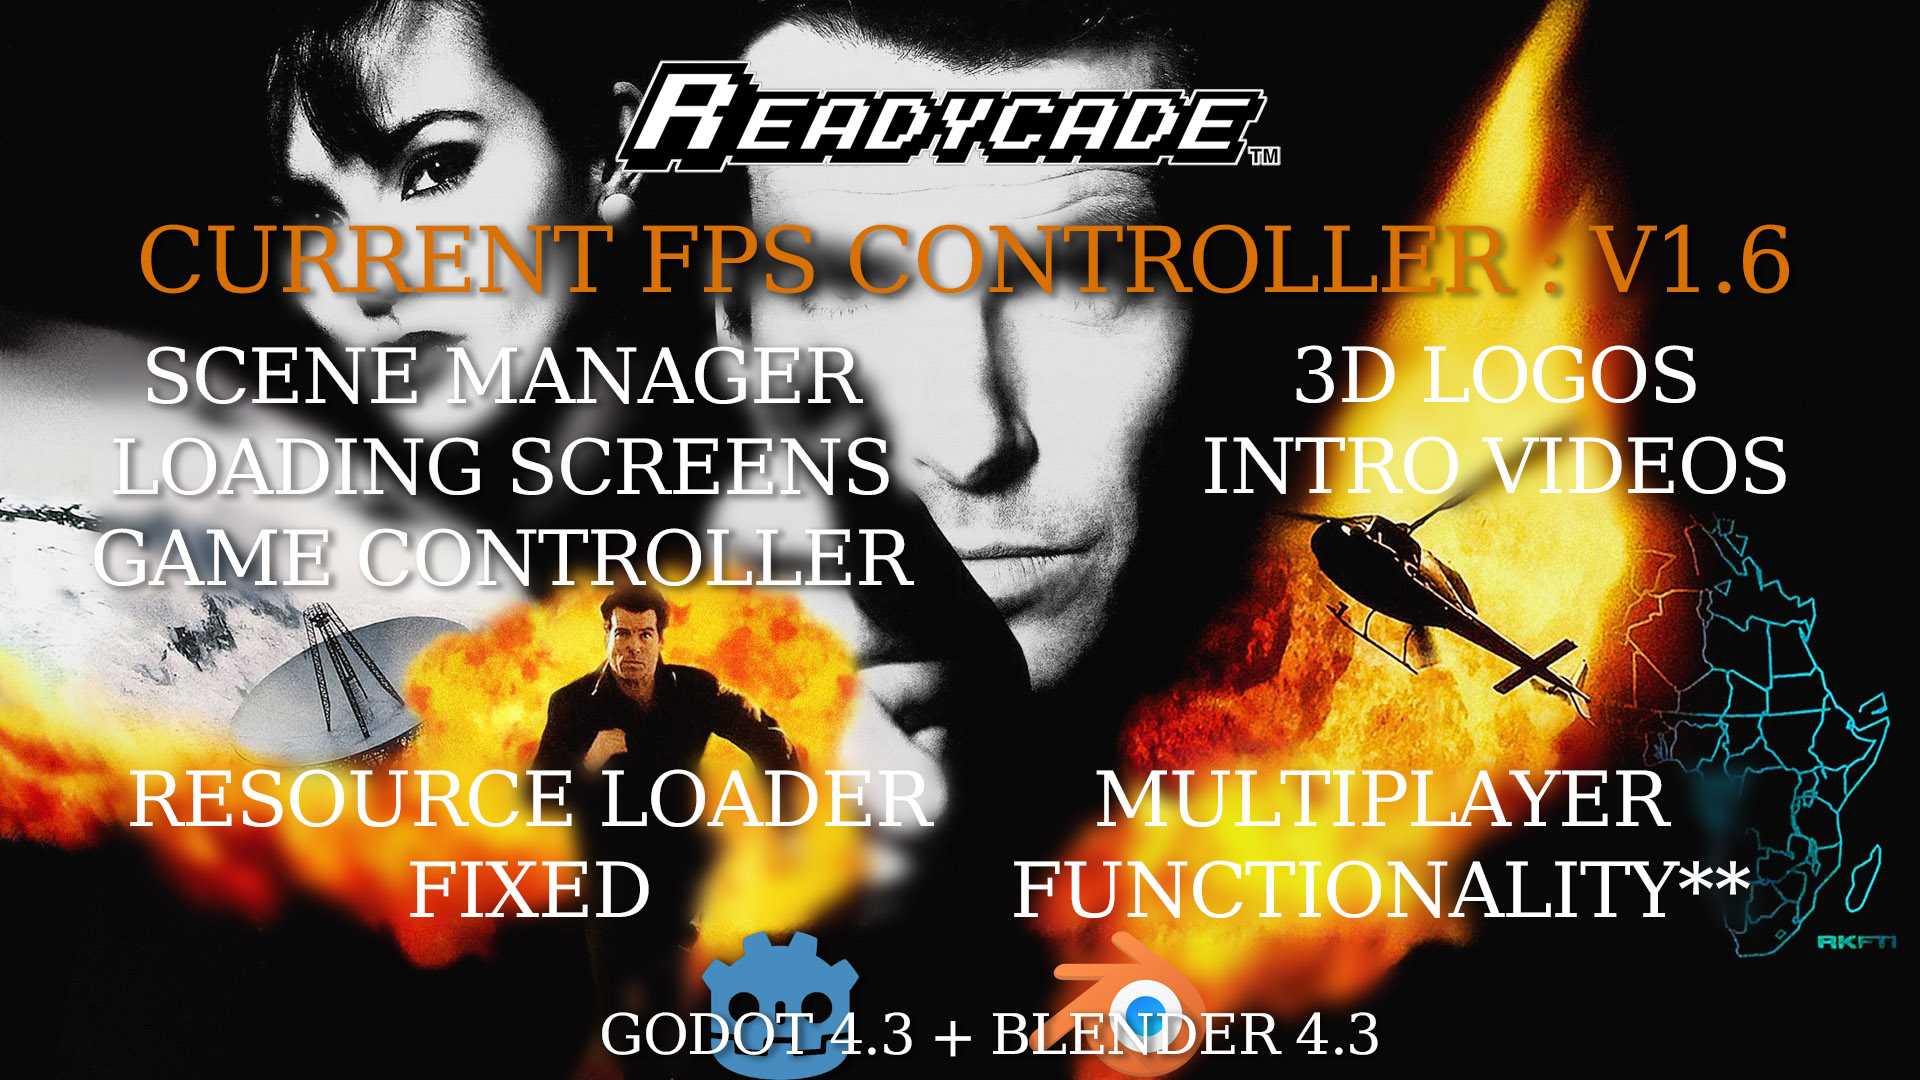 READYCADE™
CURRENT FPS CONTROLLER : V1.6
SCENE MANAGER
LOADING SCREENS
GAME CONTROLLER
3D LOGOS
INTRO VIDEOS
RESOURCE LOADER
FIXED
MULTIPLAYER
FUNCTIONALITY**
GODOT 4.3 + BLENDER 4.3